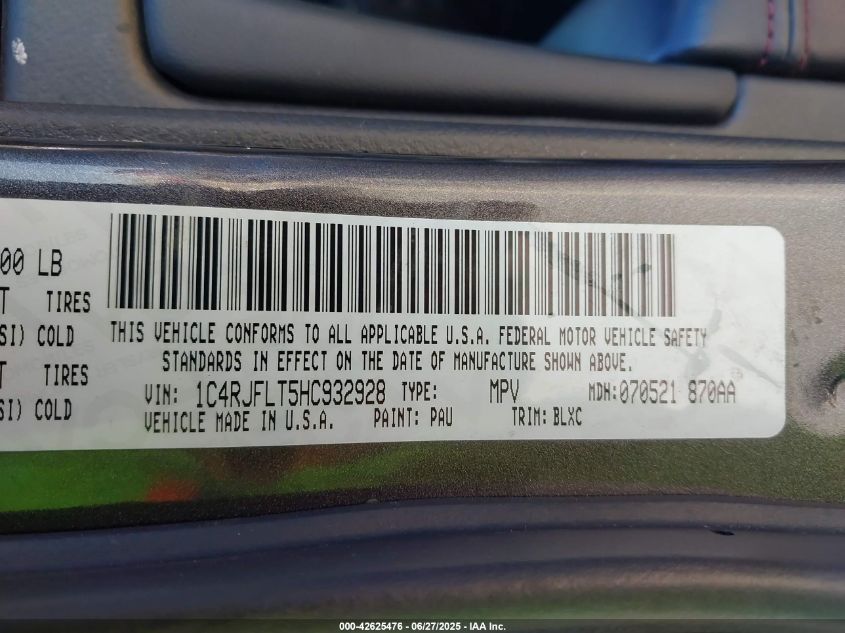 00 LB
T TIRES
SI) COLD
T TIRES
SI) COLD
THIS VEHICLE CONFORMS TO ALL APPLICABLE U.S.A. FEDERAL MOTOR VEHICLE SAFETY
STANDARDS IN EFFECT ON THE DATE OF MANUFACTURE SHOWN ABOVE.
VIN: 1C4RJFLT5HC932928 TYPE: MPV MDH:070521 870AA
VEHICLE MADE IN U.S.A. PAINT: PAU TRIM: BLXC
000-42625476 - 06/27/2025 - IAA Inc.